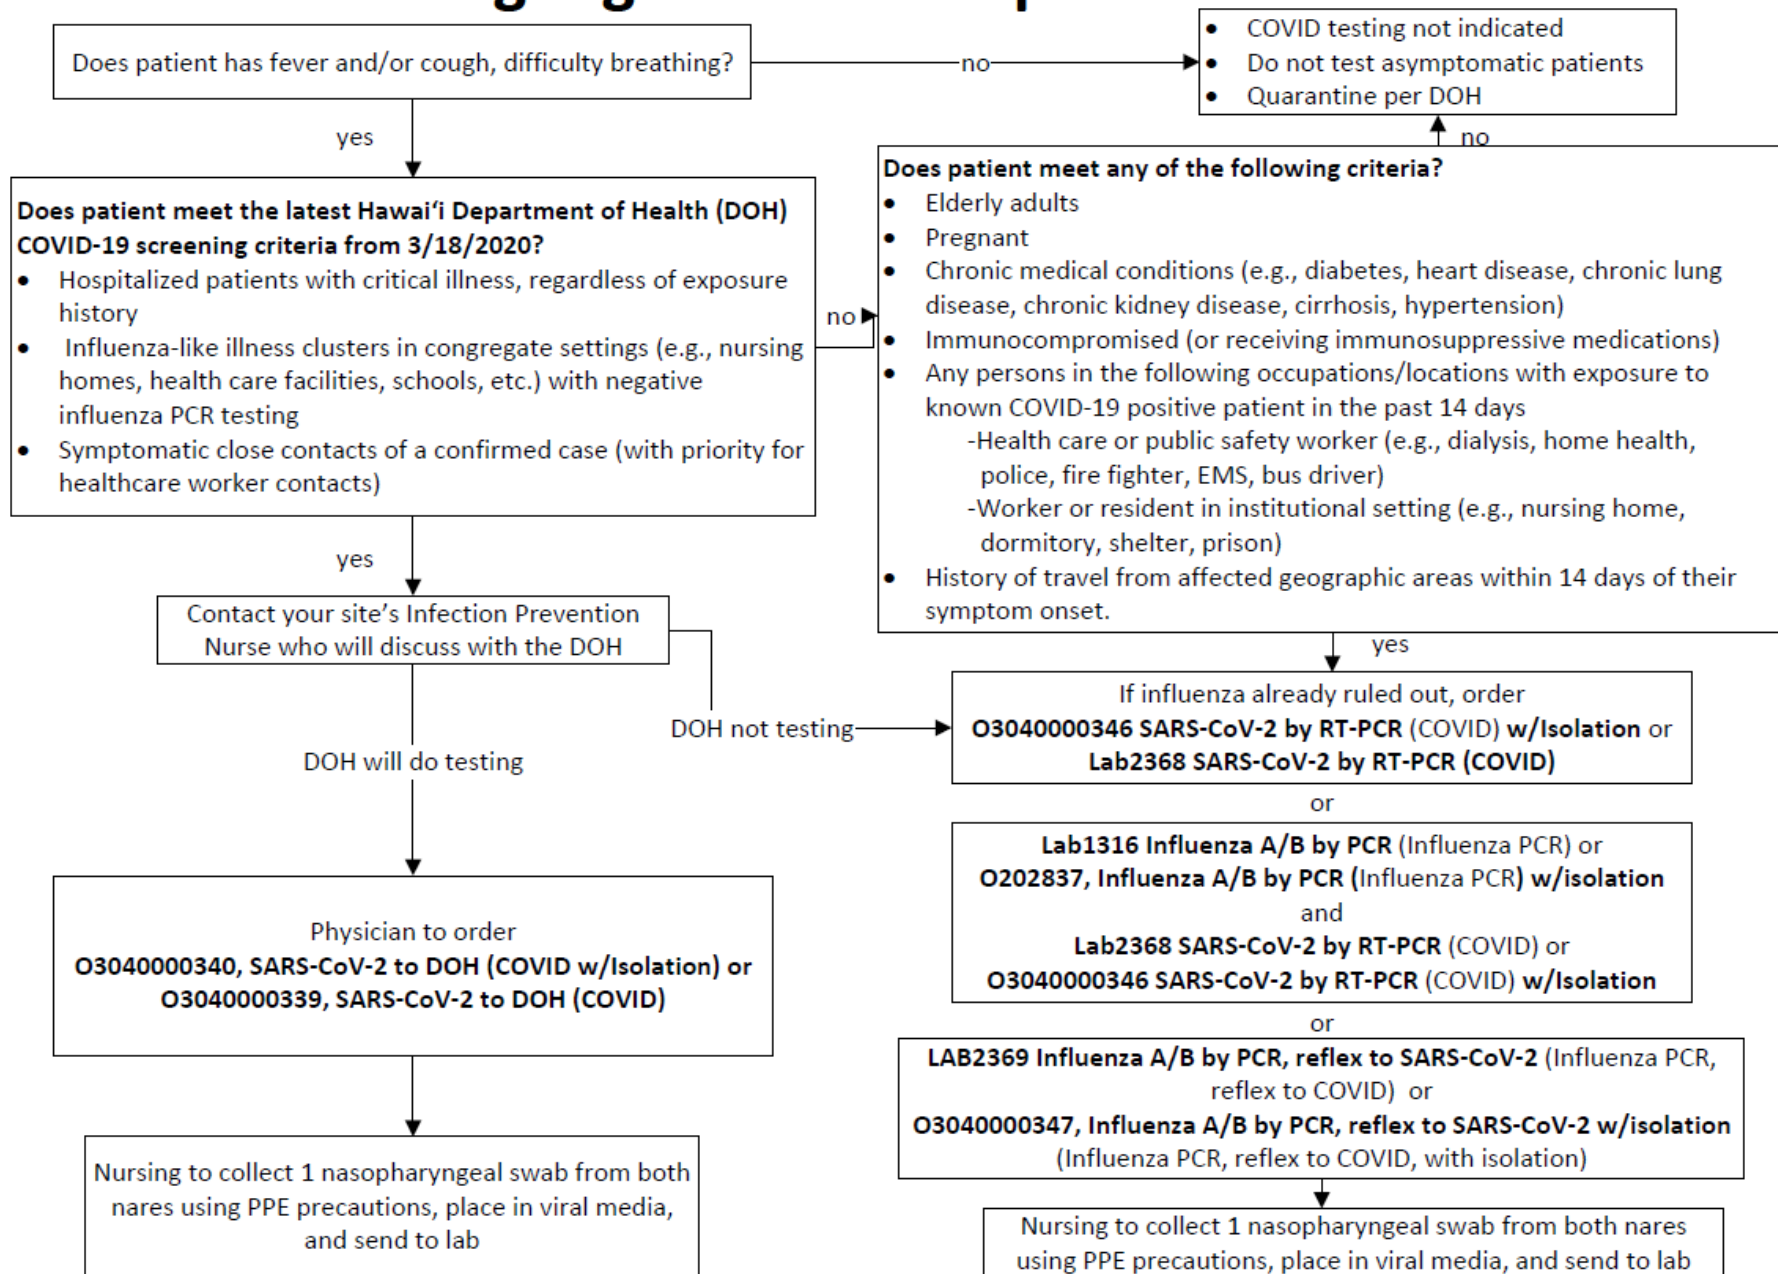 Does patient has fever and/or cough, difficulty breathing?
no
• COVID testing not indicated
• Do not test asymptomatic patients
• Quarantine per DOH
yes
no
Does patient meet the latest Hawai‘i Department of Health (DOH)
COVID-19 screening criteria from 3/18/2020?
• Hospitalized patients with critical illness, regardless of exposure
history
• Influenza-like illness clusters in congregate settings (e.g., nursing
homes, health care facilities, schools, etc.) with negative
influenza PCR testing
• Symptomatic close contacts of a confirmed case (with priority for
healthcare worker contacts)
no
Does patient meet any of the following criteria?
• Elderly adults
• Pregnant
• Chronic medical conditions (e.g., diabetes, heart disease, chronic lung
disease, chronic kidney disease, cirrhosis, hypertension)
• Immunocompromised (or receiving immunosuppressive medications)
• Any persons in the following occupations/locations with exposure to
known COVID-19 positive patient in the past 14 days
-Health care or public safety worker (e.g., dialysis, home health,
police, fire fighter, EMS, bus driver)
-Worker or resident in institutional setting (e.g., nursing home,
dormitory, shelter, prison)
• History of travel from affected geographic areas within 14 days of their
symptom onset.
yes
Contact your site’s Infection Prevention
Nurse who will discuss with the DOH
yes
DOH not testing
If influenza already ruled out, order
O3040000346 SARS-CoV-2 by RT-PCR (COVID) w/Isolation or
Lab2368 SARS-CoV-2 by RT-PCR (COVID)
DOH will do testing
or
Lab1316 Influenza A/B by PCR (Influenza PCR) or
O202837, Influenza A/B by PCR (Influenza PCR) w/isolation
and
Lab2368 SARS-CoV-2 by RT-PCR (COVID) or
O3040000346 SARS-CoV-2 by RT-PCR (COVID) w/Isolation
Physician to order
O3040000340, SARS-CoV-2 to DOH (COVID w/Isolation) or
O3040000339, SARS-CoV-2 to DOH (COVID)
or
LAB2369 Influenza A/B by PCR, reflex to SARS-CoV-2 (Influenza PCR,
reflex to COVID) or
O3040000347, Influenza A/B by PCR, reflex to SARS-CoV-2 w/isolation
(Influenza PCR, reflex to COVID, with isolation)
Nursing to collect 1 nasopharyngeal swab from both
nares using PPE precautions, place in viral media,
and send to lab
Nursing to collect 1 nasopharyngeal swab from both nares
using PPE precautions, place in viral media, and send to lab